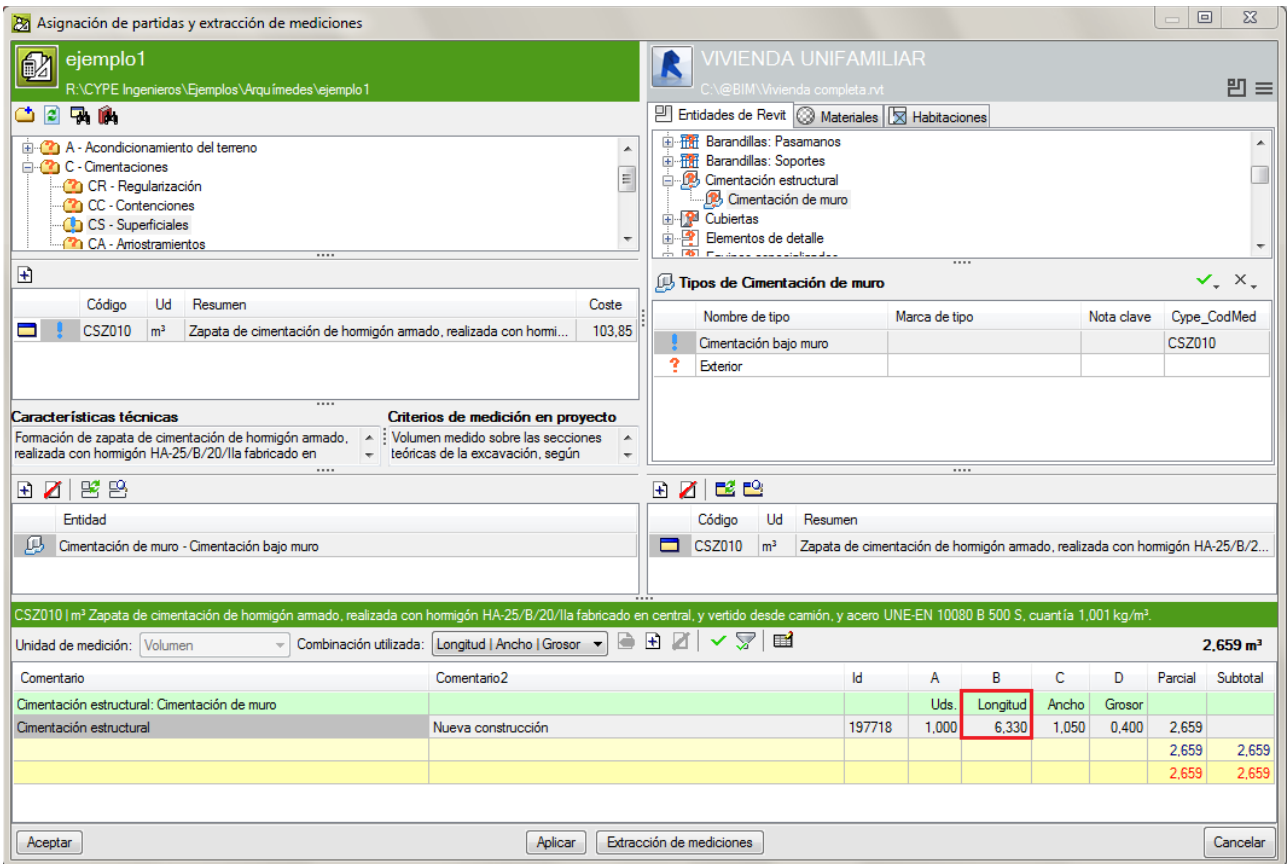 Asignación de partidas y extracción de mediciones
ejemplo1
R:\CYPE Ingenieros\Ejemplos\Arquímedes\ejemplo1
A - Acondicionamiento del terreno
C - Cimentaciones
CR - Regularización
CC - Contenciones
CS - Superficiales
CA - Arriostramientos
Código Ud Resumen Coste
CSZ010 m³ Zapata de cimentación de hormigón armado, realizada con hormi... 103,85
Características técnicas
Formación de zapata de cimentación de hormigón armado,
realizada con hormigón HA-25/B/20/IIa fabricado en
Criterios de medición en proyecto
Volumen medido sobre las secciones
teóricas de la excavación, según
Entidad
Cimentación de muro - Cimentación bajo muro
VIVIENDA UNIFAMILIAR
C:\@BIM\Vivienda completa.rvt
Entidades de Revit Materiales Habitaciones
Barandillas: Pasamanos
Barandillas: Soportes
Cimentación estructural
Cimentación de muro
Cubiertas
Elementos de detalle
Equipos especializados
Tipos de Cimentación de muro
Nombre de tipo Marca de tipo Nota clave Cype_CodMed
Cimentación bajo muro CSZ010
Exterior
Código Ud Resumen
CSZ010 m³ Zapata de cimentación de hormigón armado, realizada con hormigón HA-25/B/2...
CSZ010 | m³ Zapata de cimentación de hormigón armado, realizada con hormigón HA-25/B/20/IIa fabricado en central, y vertido desde camión, y acero UNE-EN 10080 B 500 S, cuantía 1,001 kg/m³.
Unidad de medición: Volumen Combinación utilizada: Longitud | Ancho | Grosor 2,659 m³
Comentario Comentario2 Id A B C D Parcial Subtotal
Cimentación estructural: Cimentación de muro Uds. Longitud Ancho Grosor
Cimentación estructural Nueva construcción 197718 1,000 6,330 1,050 0,400 2,659
2,659 2,659
2,659 2,659
Aceptar Aplicar Extracción de mediciones Cancelar